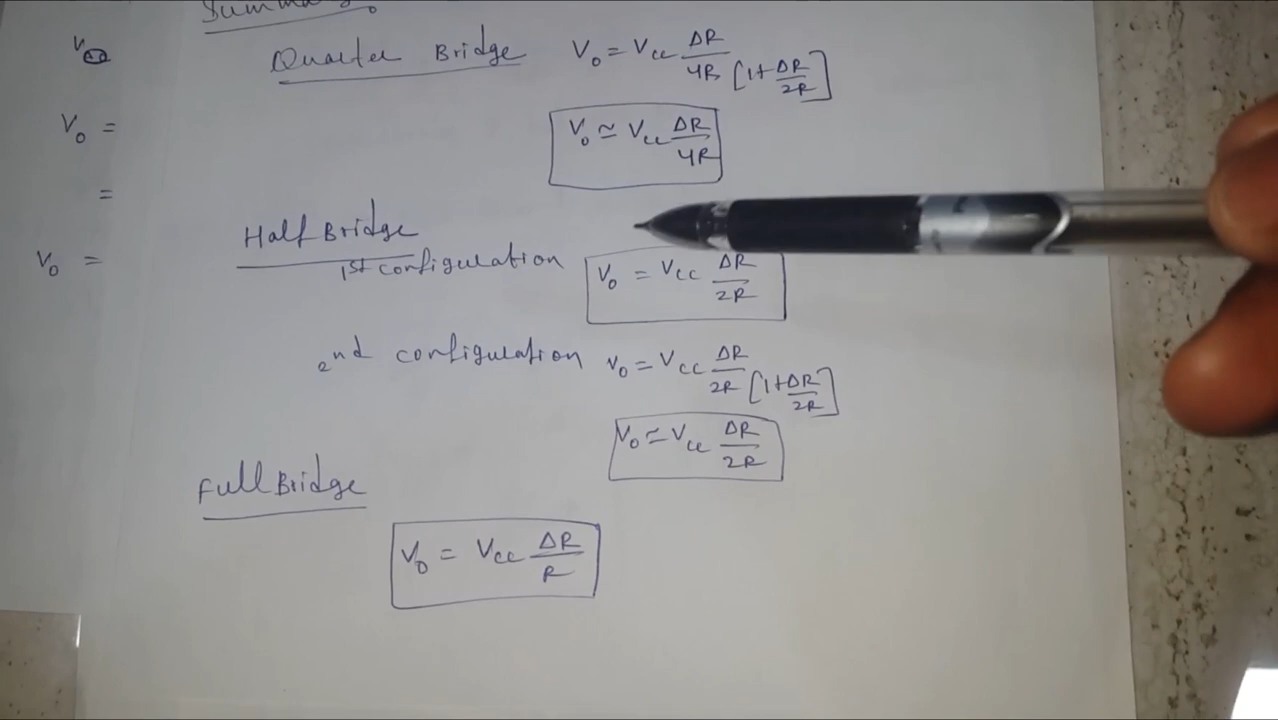 Summary
Quarter Bridge V₀ = Vcc ΔR / 4R [1+ ΔR / 2R]
V₀ =
V₀ ≃ Vcc ΔR / 4R
=
Half Bridge
V₀ =
1st configuration V₀ = Vcc ΔR / 2R
2nd configuration V₀ = Vcc ΔR / 2R [1+ ΔR / 2R]
V₀ ≃ Vcc ΔR / 2R
Full Bridge
V₀ = Vcc ΔR / R